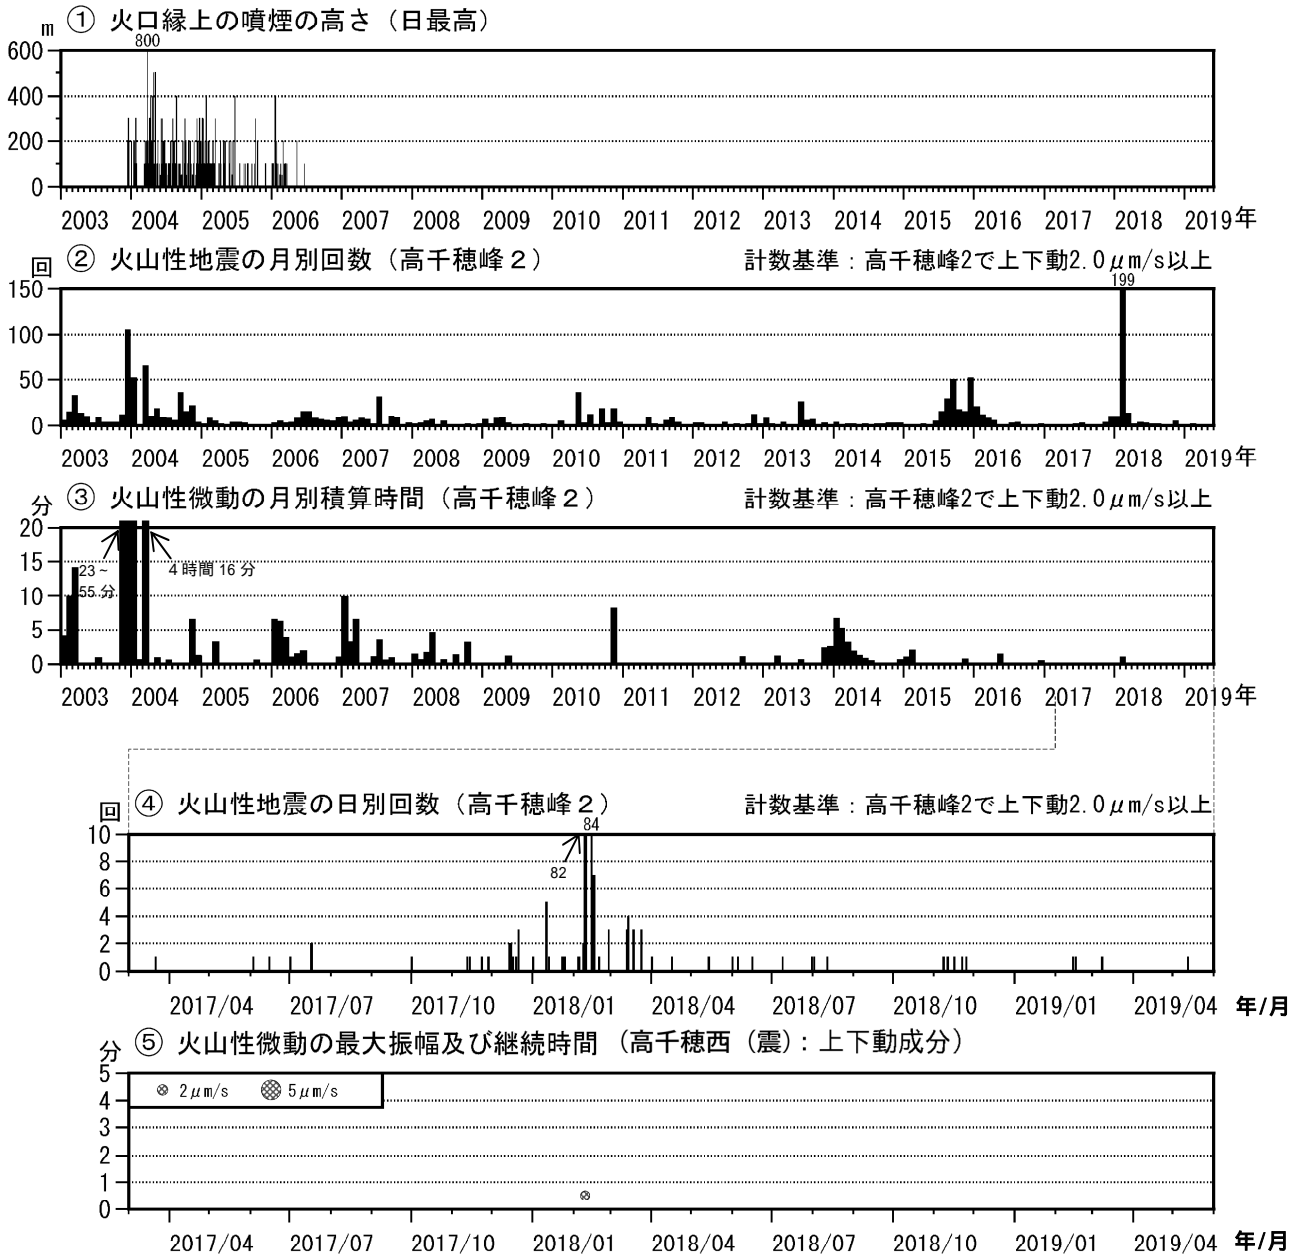 ① 火口縁上の噴煙の高さ（日最高）
m
800
600
400
200
0
2003 2004 2005 2006 2007 2008 2009 2010 2011 2012 2013 2014 2015 2016 2017 2018 2019年
② 火山性地震の月別回数（高千穂峰２） 計数基準：高千穂峰2で上下動2.0μm/s以上
回
199
150
100
50
0
2003 2004 2005 2006 2007 2008 2009 2010 2011 2012 2013 2014 2015 2016 2017 2018 2019年
③ 火山性微動の月別積算時間（高千穂峰２） 計数基準：高千穂峰2で上下動2.0μm/s以上
分
20
15
23～
55 分
4 時間 16 分
10
5
0
2003 2004 2005 2006 2007 2008 2009 2010 2011 2012 2013 2014 2015 2016 2017 2018 2019年
④ 火山性地震の日別回数（高千穂峰２） 計数基準：高千穂峰2で上下動2.0μm/s以上
回
84
10
8
82
6
4
2
0
2017/04 2017/07 2017/10 2018/01 2018/04 2018/07 2018/10 2019/01 2019/04 年/月
⑤ 火山性微動の最大振幅及び継続時間 （高千穂西（震）：上下動成分）
分
5
2μm/s 5μm/s
4
3
2
1
0
2017/04 2017/07 2017/10 2018/01 2018/04 2018/07 2018/10 2019/01 2019/04 年/月